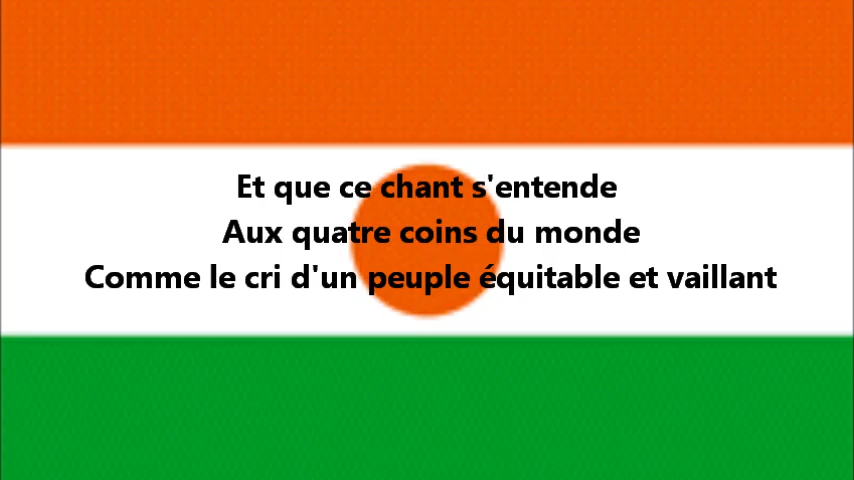 Et que ce chant s'entende
Aux quatre coins du monde
Comme le cri d'un peuple équitable et vaillant